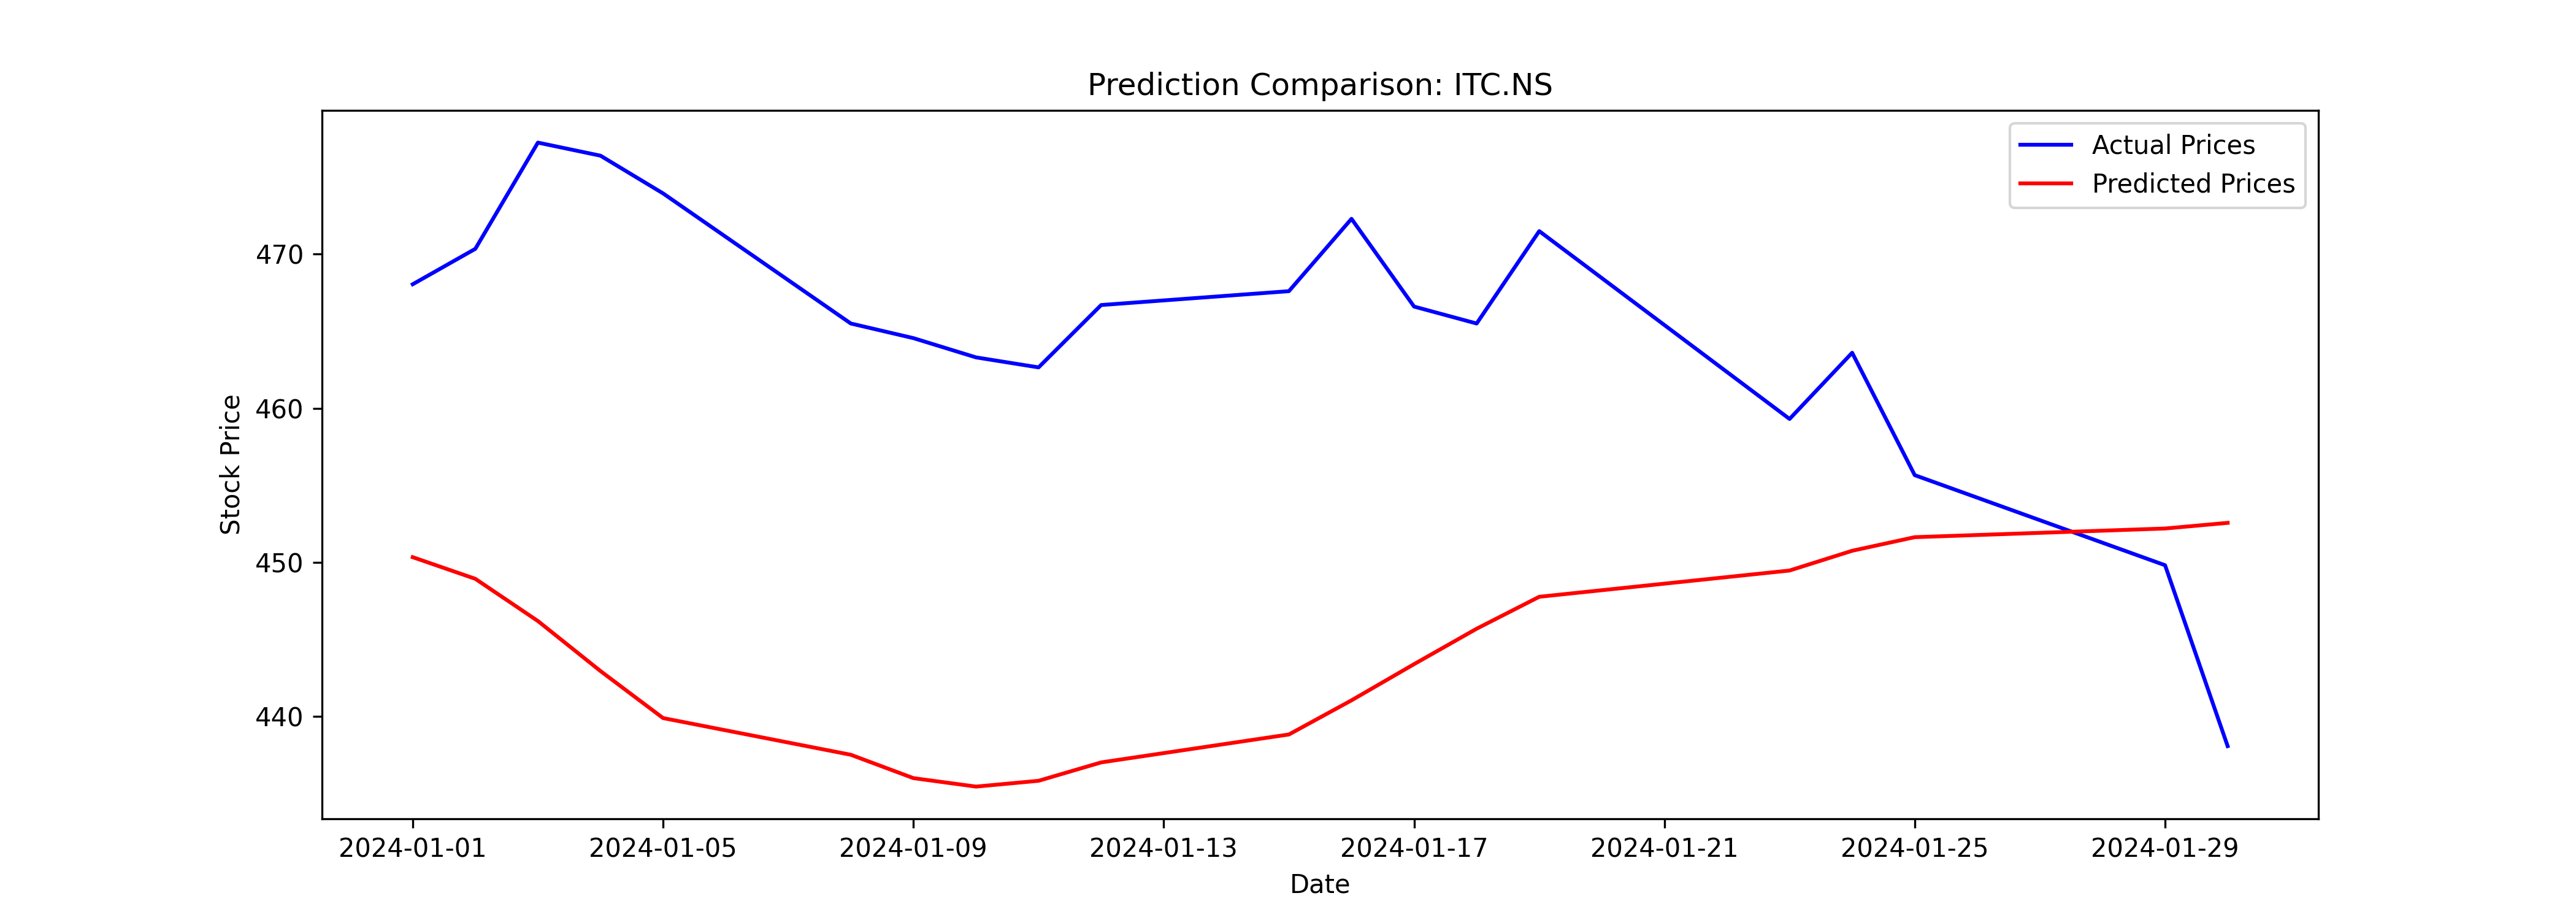 Prediction Comparison: ITC.NS
Actual Prices
Predicted Prices
470
460
450
440
Stock Price
2024-01-01 2024-01-05 2024-01-09 2024-01-13 2024-01-17 2024-01-21 2024-01-25 2024-01-29
Date